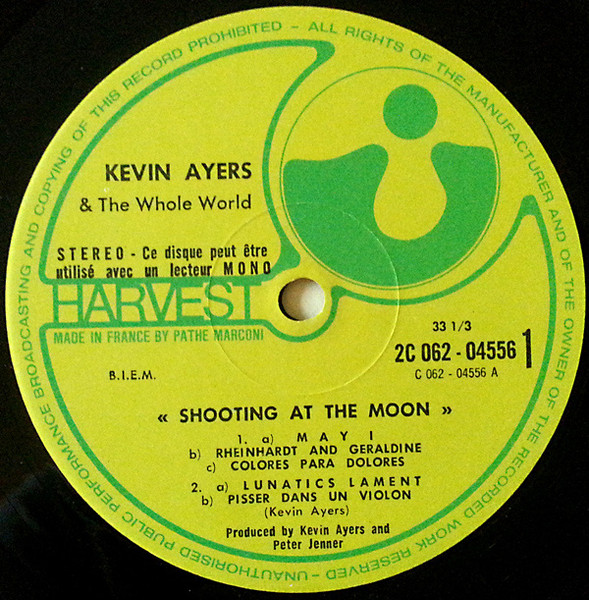 ALL RIGHTS OF THE MANUFACTURER AND OF THE OWNER OF THE RECORDED WORK RESERVED - UNAUTHORISED PUBLIC PERFORMANCE BROADCASTING AND COPYING OF THIS RECORD PROHIBITED -
KEVIN AYERS
& The Whole World
STEREO - Ce disque peut être
utilisé avec un lecteur MONO
HARVEST
MADE IN FRANCE BY PATHE MARCONI
33 1/3
2C 062 - 04556 1
C 062 - 04556 A
B.I.E.M.
« SHOOTING AT THE MOON »
1. a) MAY I
b) RHEINHARDT AND GERALDINE
c) COLORES PARA DOLORES
2. a) LUNATICS LAMENT
b) PISSER DANS UN VIOLON
(Kevin Ayers)
Produced by Kevin Ayers and
Peter Jenner